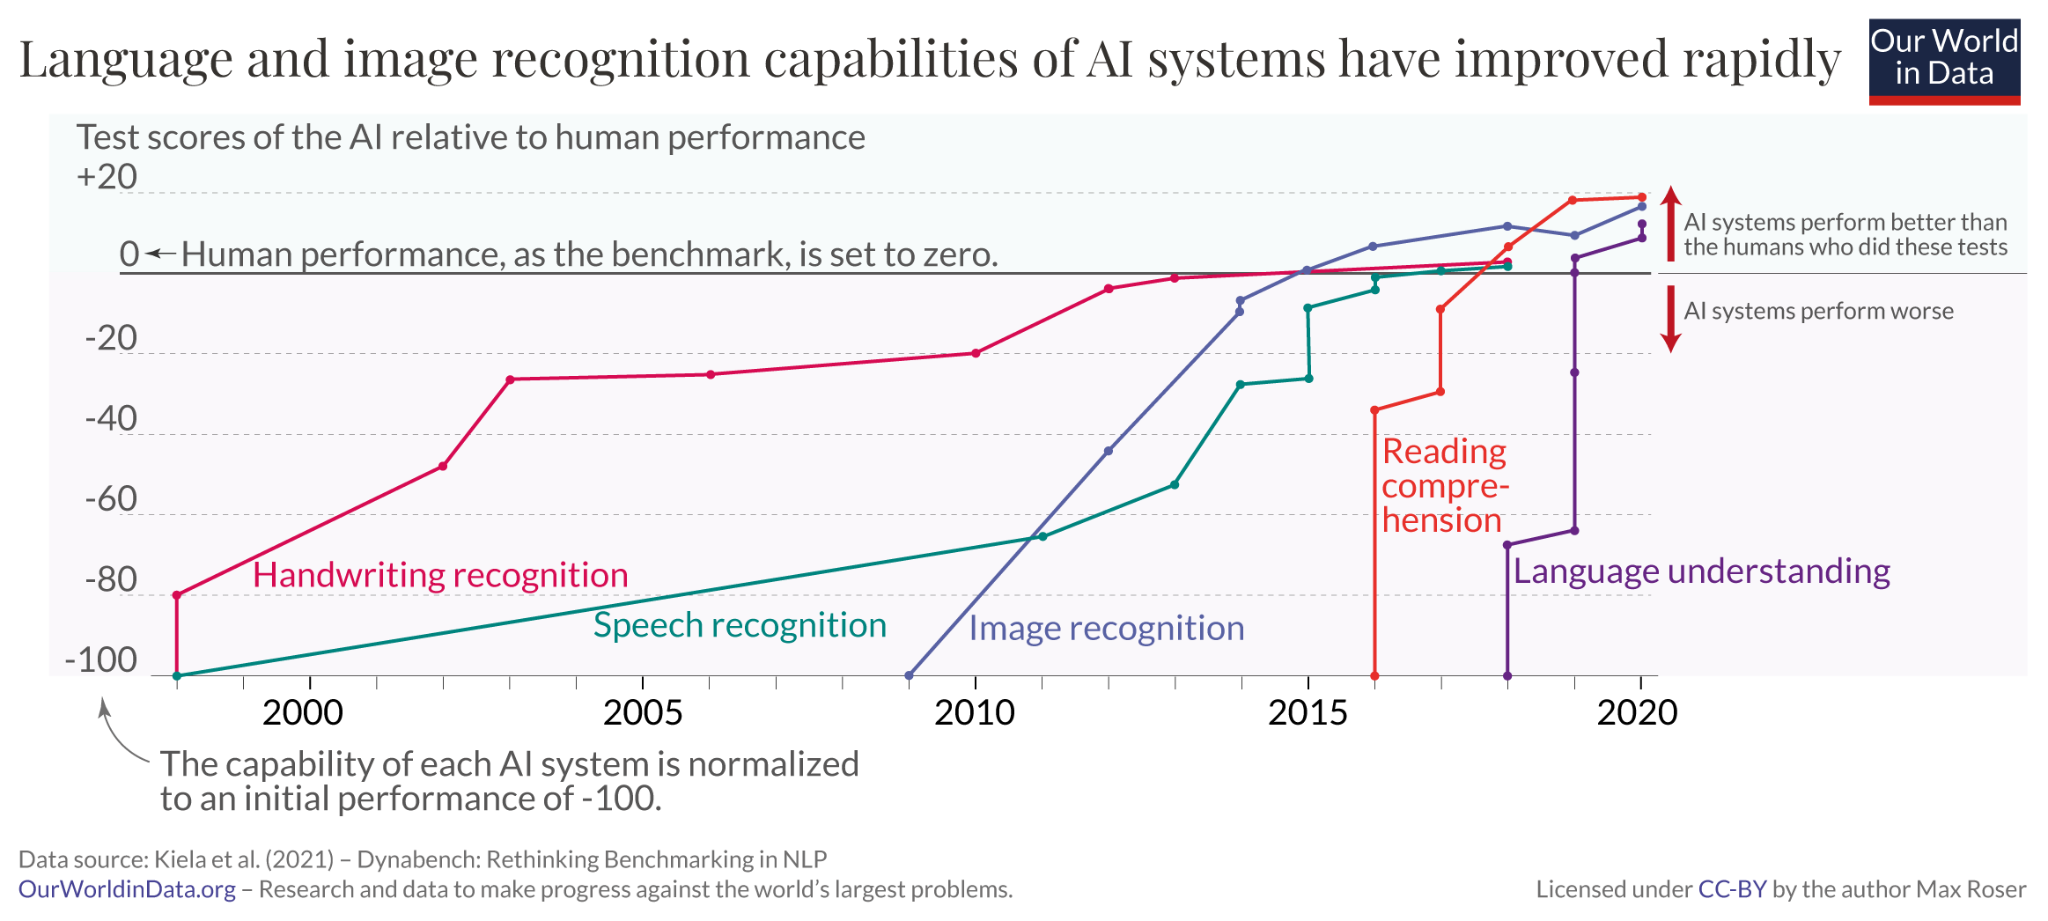 Language and image recognition capabilities of AI systems have improved rapidly
Our World
in Data
Test scores of the AI relative to human performance
+20
0
Human performance, as the benchmark, is set to zero.
AI systems perform better than
the humans who did these tests
AI systems perform worse
-20
-40
-60
-80
-100
Reading
compre-
hension
Language understanding
Handwriting recognition
Speech recognition
Image recognition
2000
2005
2010
2015
2020
The capability of each AI system is normalized
to an initial performance of -100.
Data source: Kiela et al. (2021) – Dynabench: Rethinking Benchmarking in NLP
OurWorldinData.org – Research and data to make progress against the world's largest problems.
Licensed under CC-BY by the author Max Roser